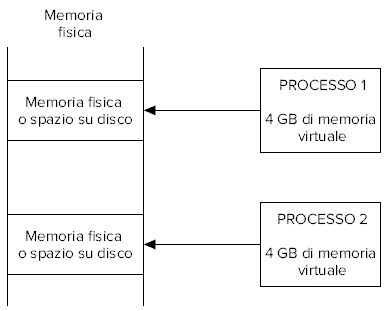 Memoria
fisica
Memoria fisica
o spazio su disco
PROCESSO 1
4 GB di memoria
virtuale
Memoria fisica
o spazio su disco
PROCESSO 2
4 GB di memoria
virtuale